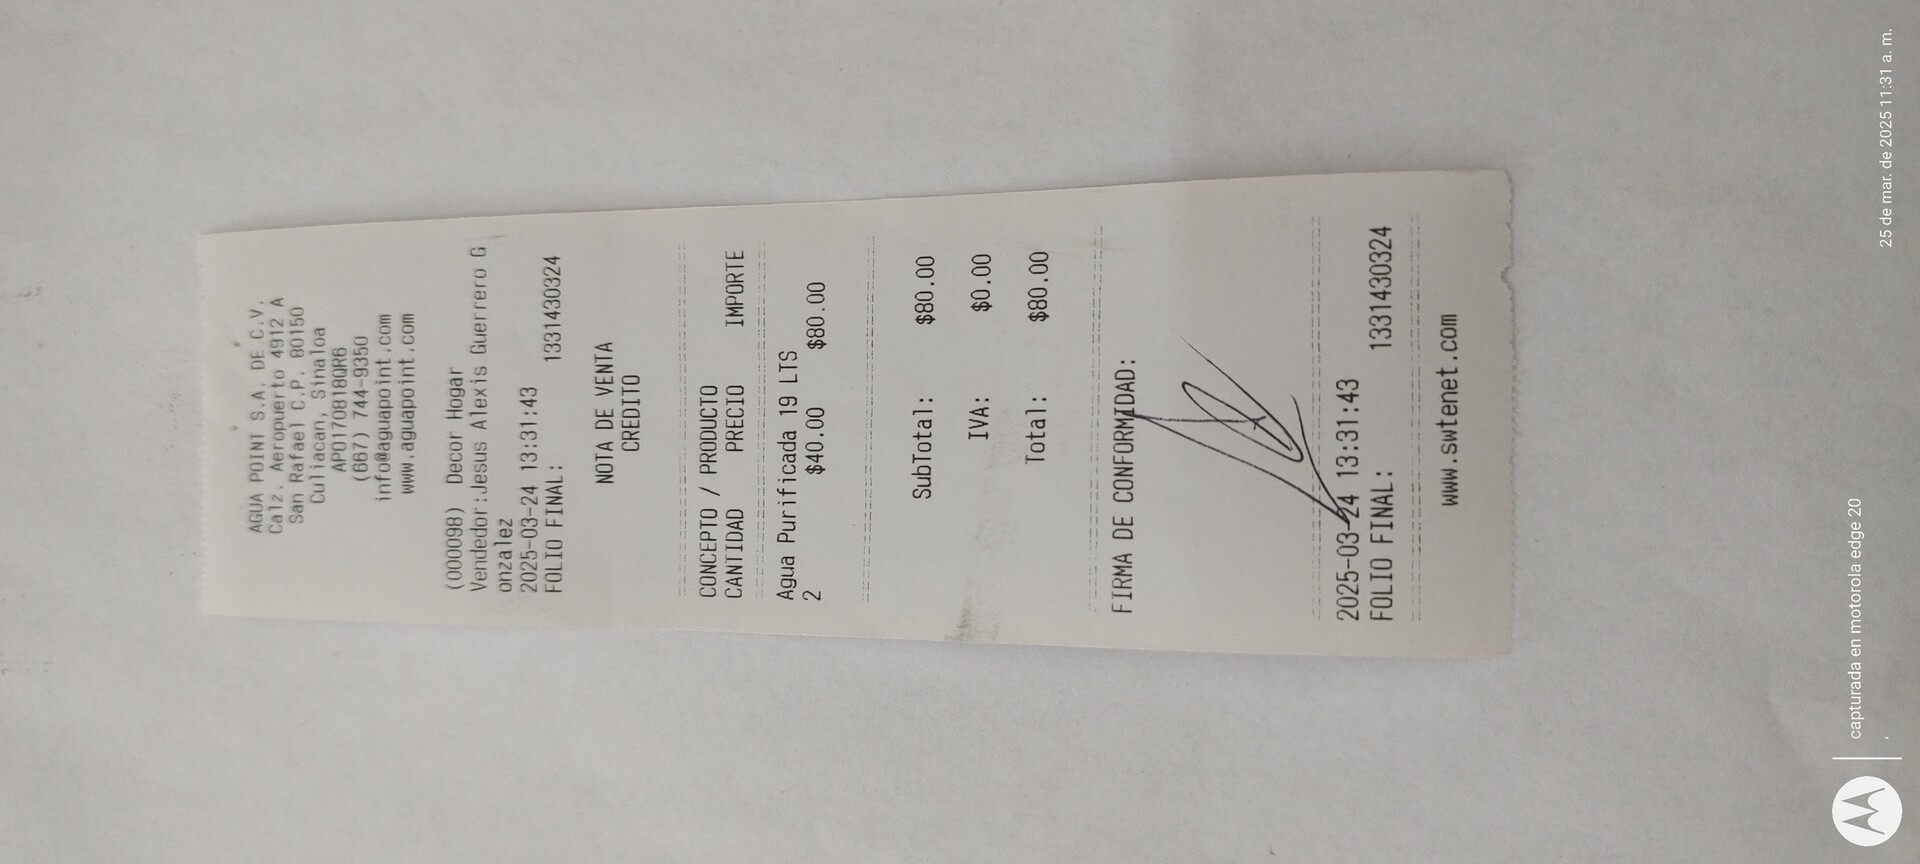 AGUA POINT S.A. DE C.V.
Calz. Aeropuerto 4912 A
San Rafael C.P. 80150
Culiacan, Sinaloa
APO170818QR6
(667) 744-9350
info@aguapoint.com
www.aguapoint.com
(000098) Decor Hogar
Vendedor:Jesus Alexis Guerrero G
onzalez
2025-03-24 13:31:43
FOLIO FINAL: 1331430324
NOTA DE VENTA
CREDITO
CONCEPTO / PRODUCTO
CANTIDAD PRECIO IMPORTE
Agua Purificada 19 LTS
2 $40.00 $80.00
SubTotal: $80.00
IVA: $0.00
Total: $80.00
FIRMA DE CONFORMIDAD:
2025-03-24 13:31:43
FOLIO FINAL: 1331430324
www.swtenet.com
capturada en motorola edge 20
25 de mar. de 2025 11:31 a. m.